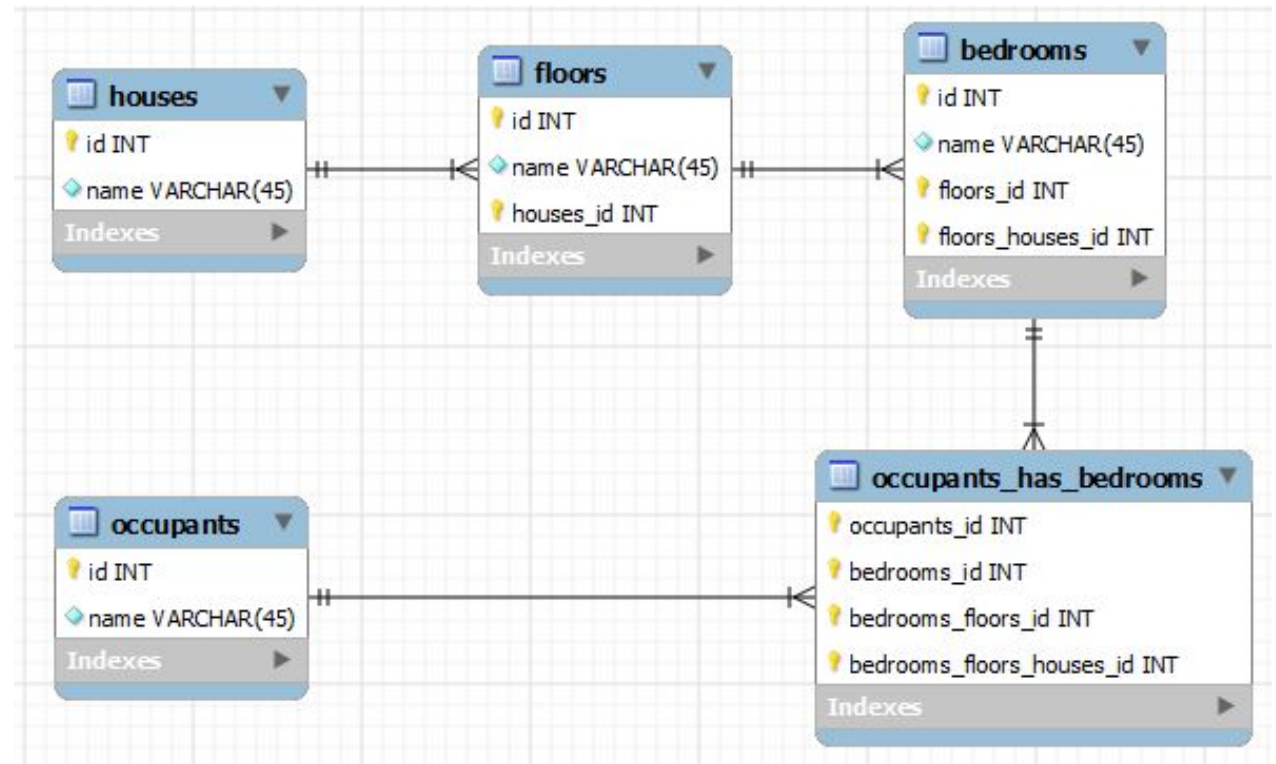 houses
id INT
name VARCHAR(45)
Indexes
floors
id INT
name VARCHAR(45)
houses_id INT
Indexes
bedrooms
id INT
name VARCHAR(45)
floors_id INT
floors_houses_id INT
Indexes
occupants
id INT
name VARCHAR(45)
Indexes
occupants_has_bedrooms
occupants_id INT
bedrooms_id INT
bedrooms_floors_id INT
bedrooms_floors_houses_id INT
Indexes